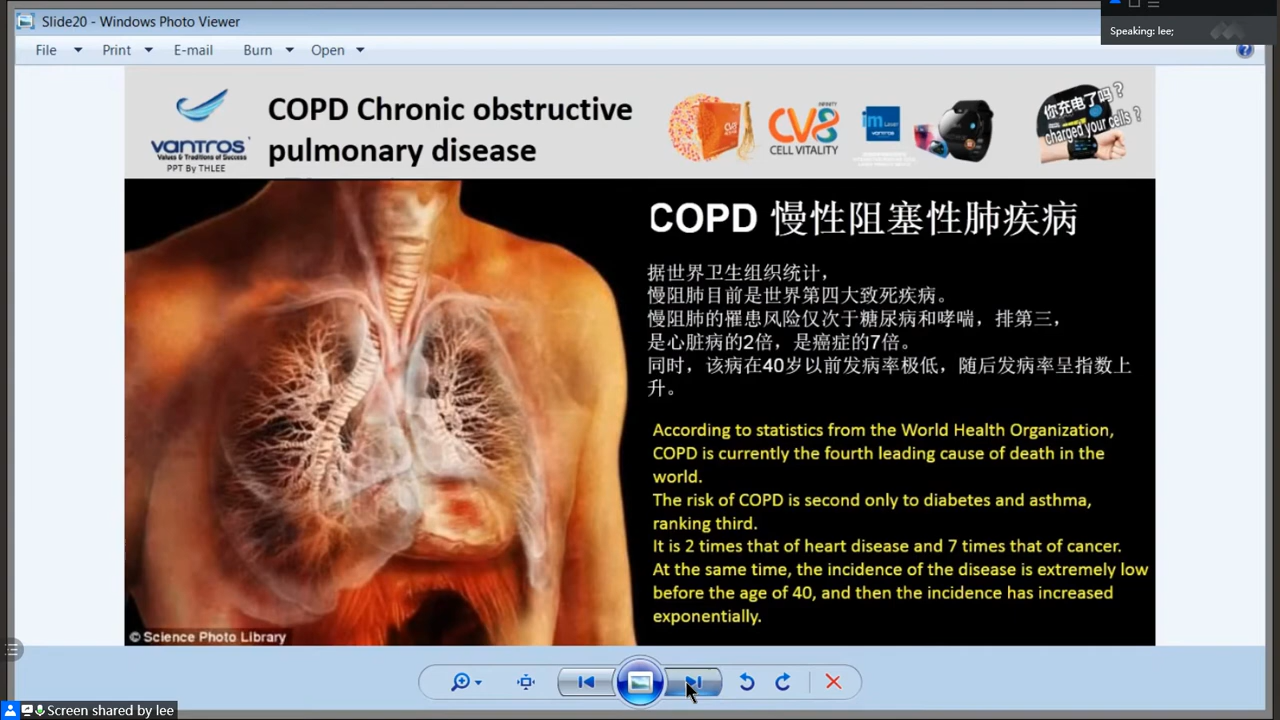 Slide20 - Windows Photo Viewer
Speaking: lee;
File Print E-mail Burn Open
vantros
Values & Traditions of Success
PPT By THLEE
COPD Chronic obstructive
pulmonary disease
CV8
INFINITY
CV8
CELL VITALITY
im
vantros
你充电了吗?
charged your cells ?
COPD 慢性阻塞性肺疾病
据世界卫生组织统计，
慢阻肺目前是世界第四大致死疾病。
慢阻肺的罹患风险仅次于糖尿病和哮喘，排第三，
是心脏病的2倍，是癌症的7倍。
同时，该病在40岁以前发病率极低，随后发病率呈指数上
升。
According to statistics from the World Health Organization,
COPD is currently the fourth leading cause of death in the
world.
The risk of COPD is second only to diabetes and asthma,
ranking third.
It is 2 times that of heart disease and 7 times that of cancer.
At the same time, the incidence of the disease is extremely low
before the age of 40, and then the incidence has increased
exponentially.
© Science Photo Library
Screen shared by lee